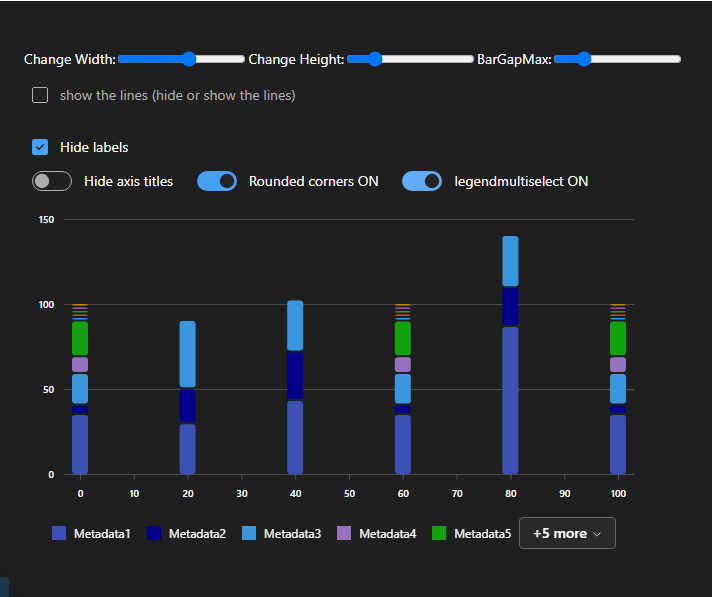 Change Width: Change Height: BarGapMax:
show the lines (hide or show the lines)
Hide labels
Hide axis titles Rounded corners ON legendmultiselect ON
150
100
50
0
0 10 20 30 40 50 60 70 80 90 100
Metadata1 Metadata2 Metadata3 Metadata4 Metadata5 +5 more